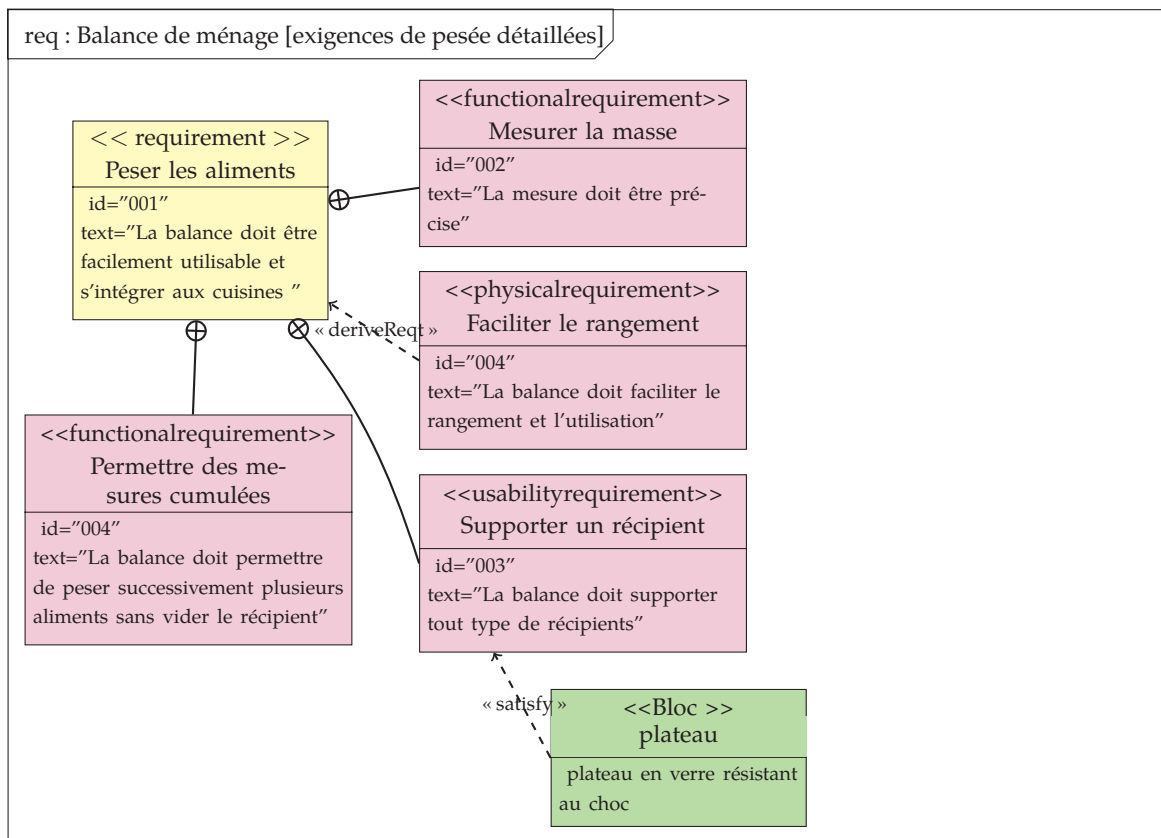 req : Balance de ménage [exigences de pesée détaillées]
<< requirement >>
Peser les aliments
id=”001”
text=”La balance doit être
facilement utilisable et
s’intégrer aux cuisines ”
<<functionalrequirement>>
Mesurer la masse
id=”002”
text=”La mesure doit être pré-
cise”
<<physicalrequirement>>
Faciliter le rangement
id=”004”
text=”La balance doit faciliter le
rangement et l’utilisation”
« deriveReqt »
<<functionalrequirement>>
Permettre des me-
sures cumulées
id=”004”
text=”La balance doit permettre
de peser successivement plusieurs
aliments sans vider le récipient”
<<usabilityrequirement>>
Supporter un récipient
id=”003”
text=”La balance doit supporter
tout type de récipients”
« satisfy »
<<Bloc >>
plateau
plateau en verre résistant
au choc